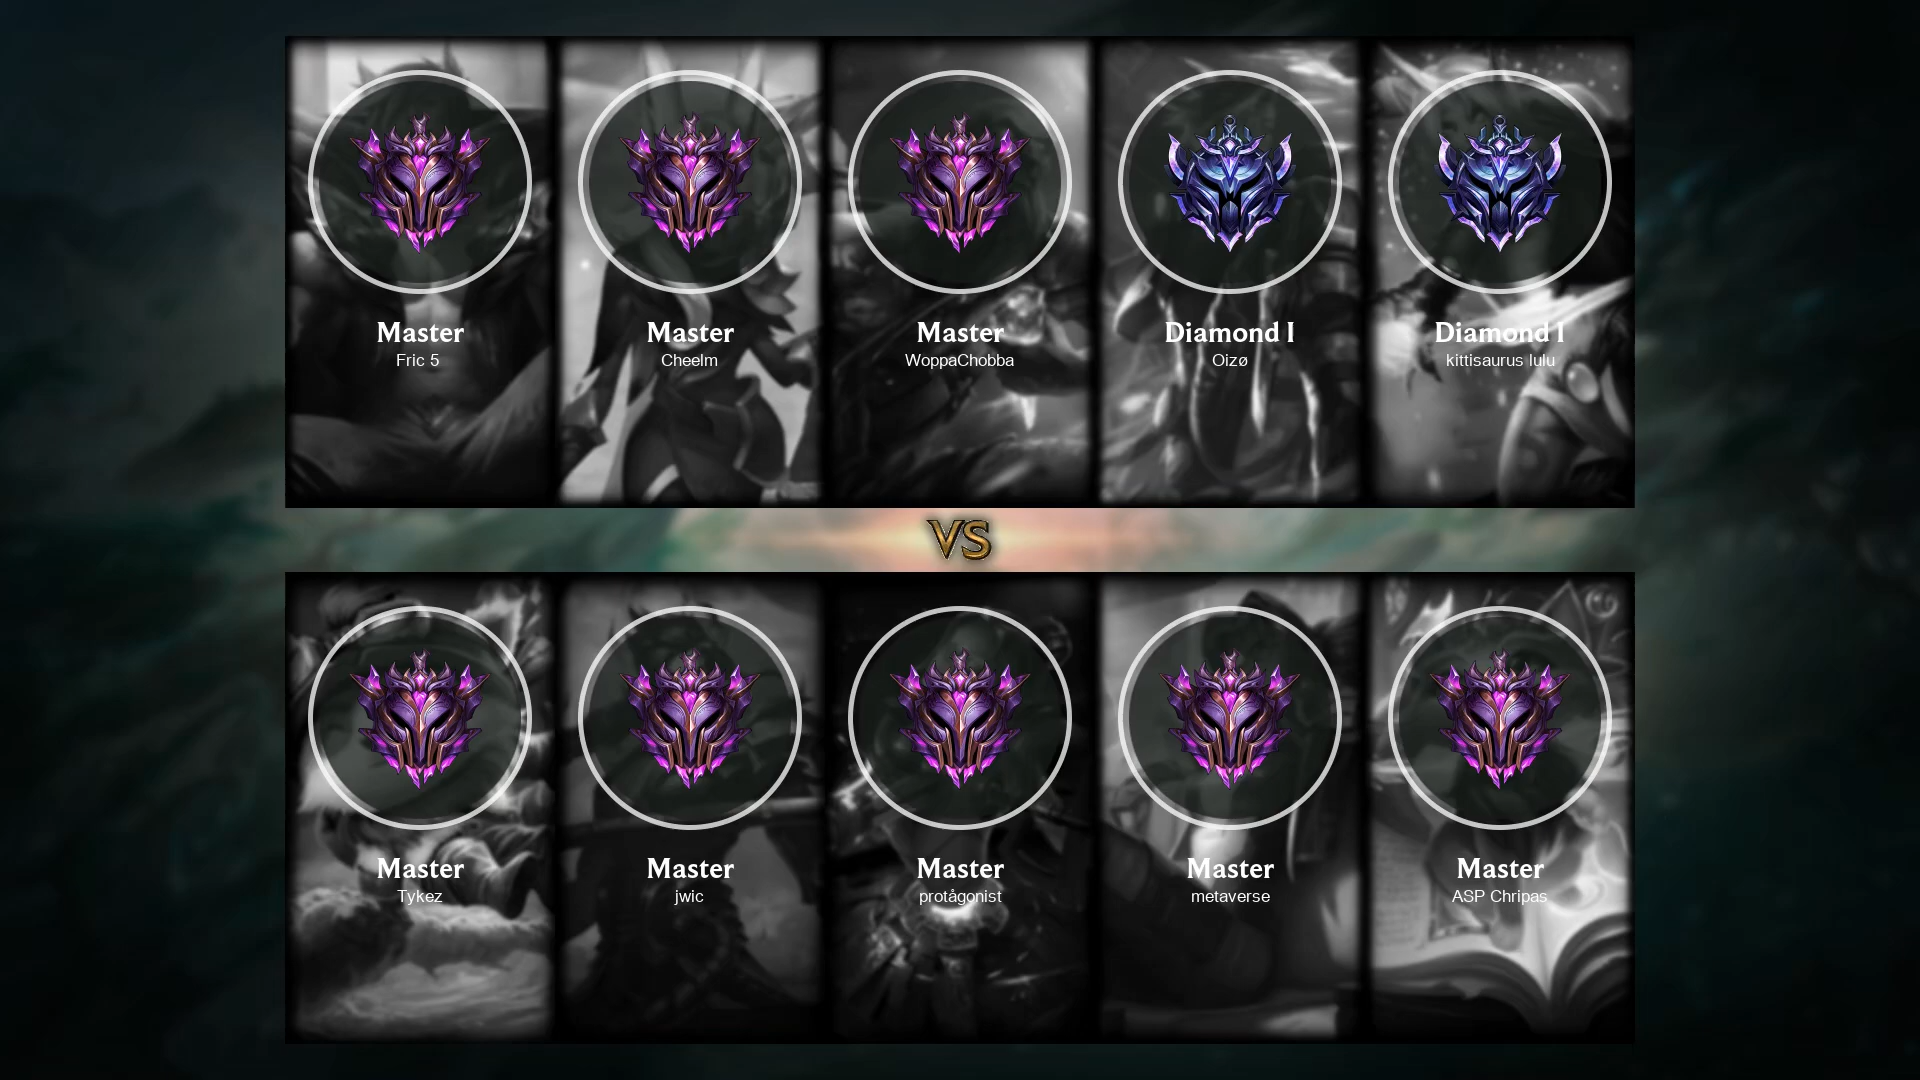 Master
Fric 5
Master
Cheelm
Master
WoppaChobba
Diamond I
Oizø
Diamond I
kittisaurus lulu
VS
Master
Tykez
Master
jwic
Master
protågonist
Master
metaverse
Master
ASP Chripas